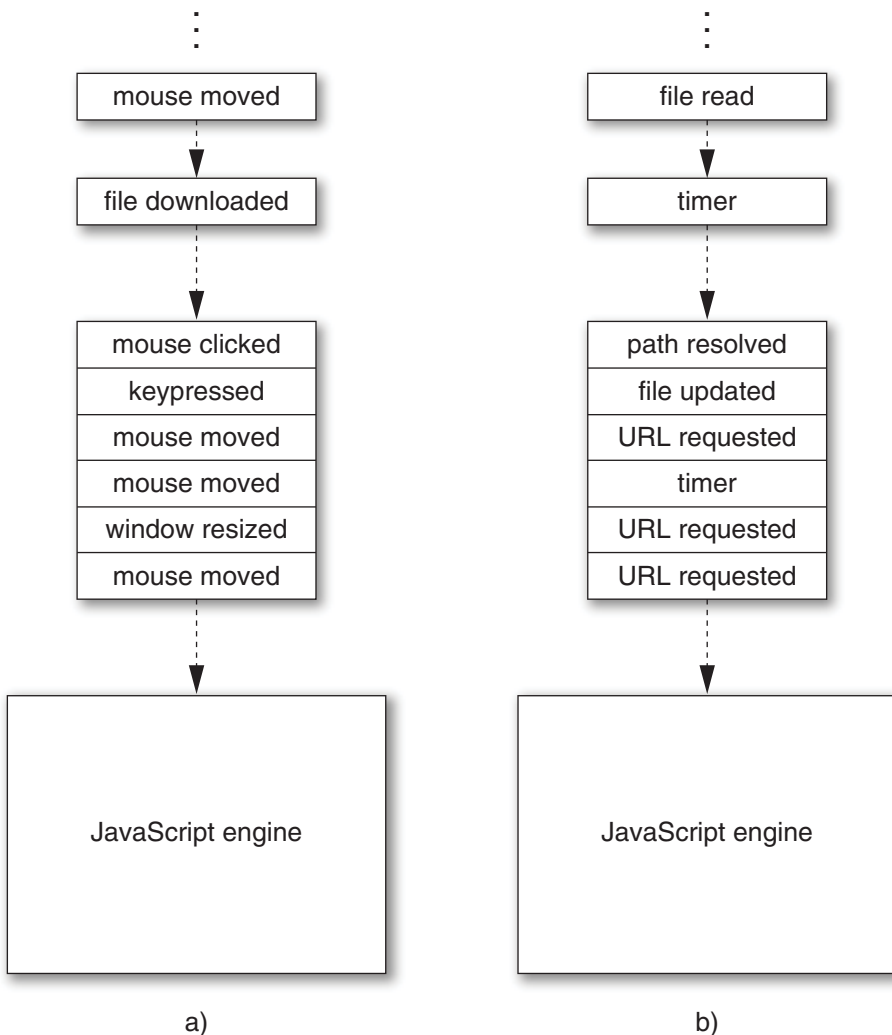 mouse moved
file downloaded
mouse clicked
keypressed
mouse moved
mouse moved
window resized
mouse moved
JavaScript engine
a)
file read
timer
path resolved
file updated
URL requested
timer
URL requested
URL requested
JavaScript engine
b)